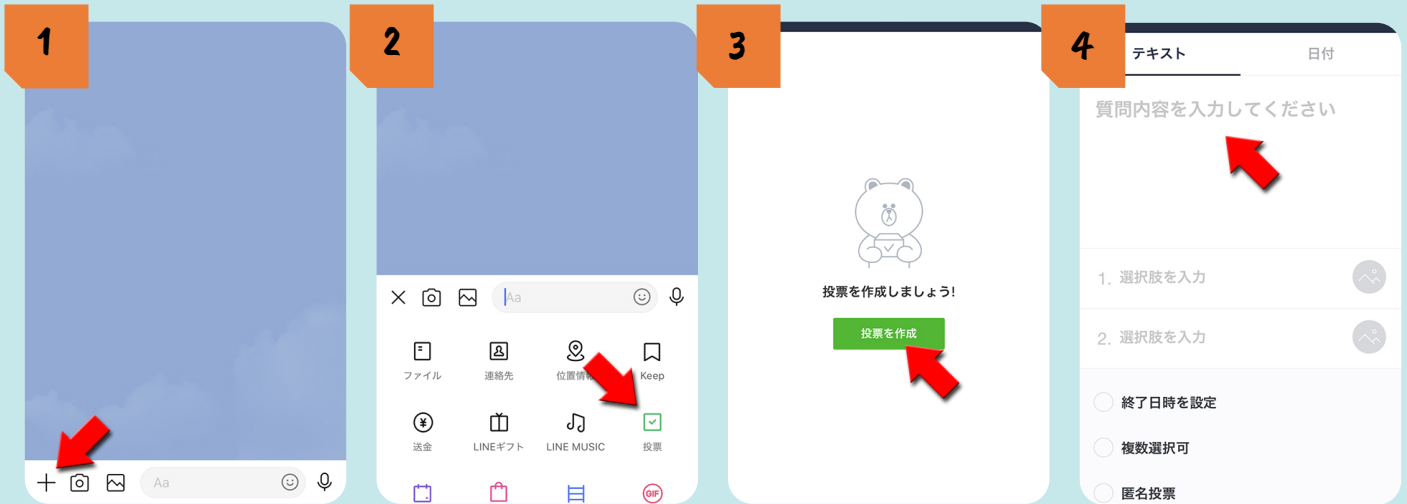 1
Aa
2
Aa
ファイル
連絡先
位置情
Keep
送金
LINEギフト
LINE MUSIC
投票
GIF
3
投票を作成しましょう!
投票を作成
4
テキスト
日付
質問内容を入力してください
1. 選択肢を入力
2. 選択肢を入力
終了日時を設定
複数選択可
匿名投票